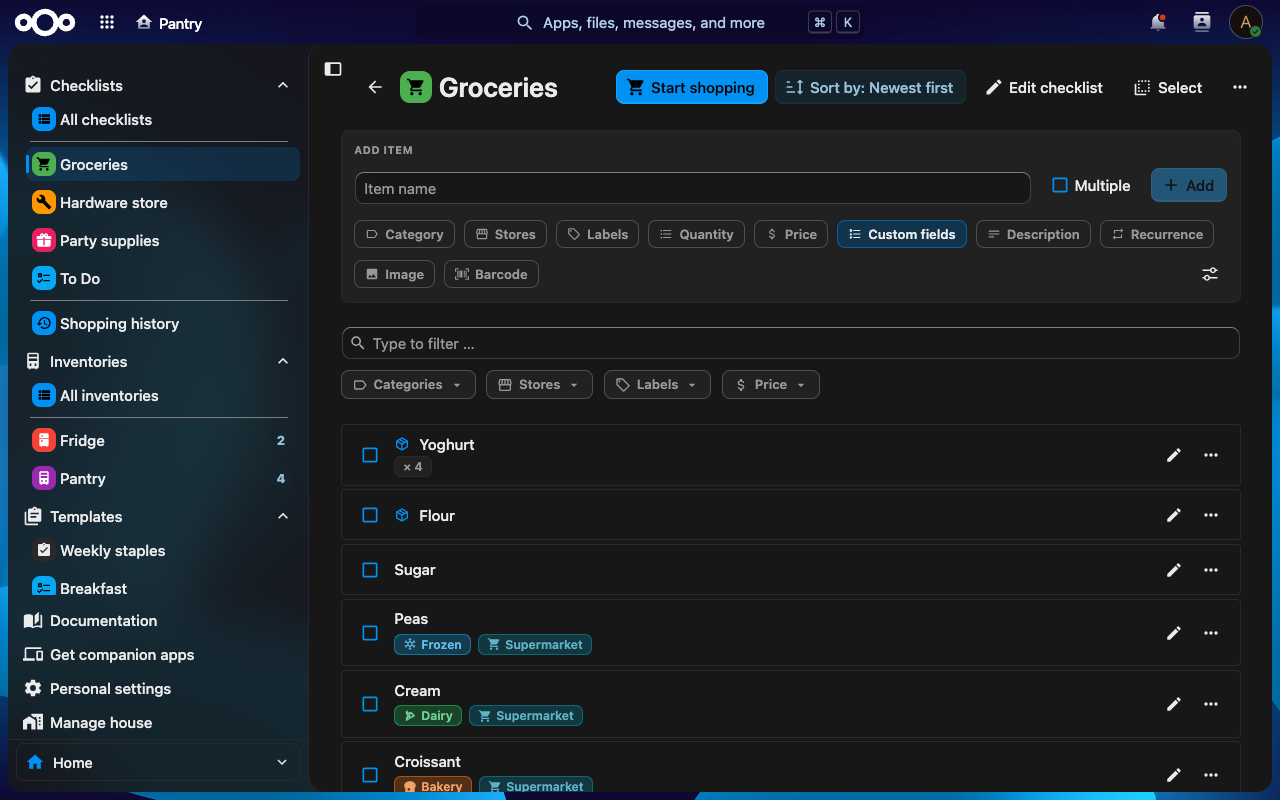 Pantry
Apps, files, messages, and more
⌘ K
A
Checklists
All checklists
Groceries
Hardware store
Party supplies
To Do
Shopping history
Inventories
All inventories
Fridge 2
Pantry 4
Templates
Weekly staples
Breakfast
Documentation
Get companion apps
Personal settings
Manage house
Home
Groceries
Start shopping
Sort by: Newest first
Edit checklist
Select
ADD ITEM
Item name
Multiple
Add
Category Stores Labels Quantity Price Custom fields Description Recurrence
Image Barcode
Type to filter ...
Categories Stores Labels Price
Yoghurt
× 4
Flour
Sugar
Peas
Frozen Supermarket
Cream
Dairy Supermarket
Croissant
Bakery Supermarket